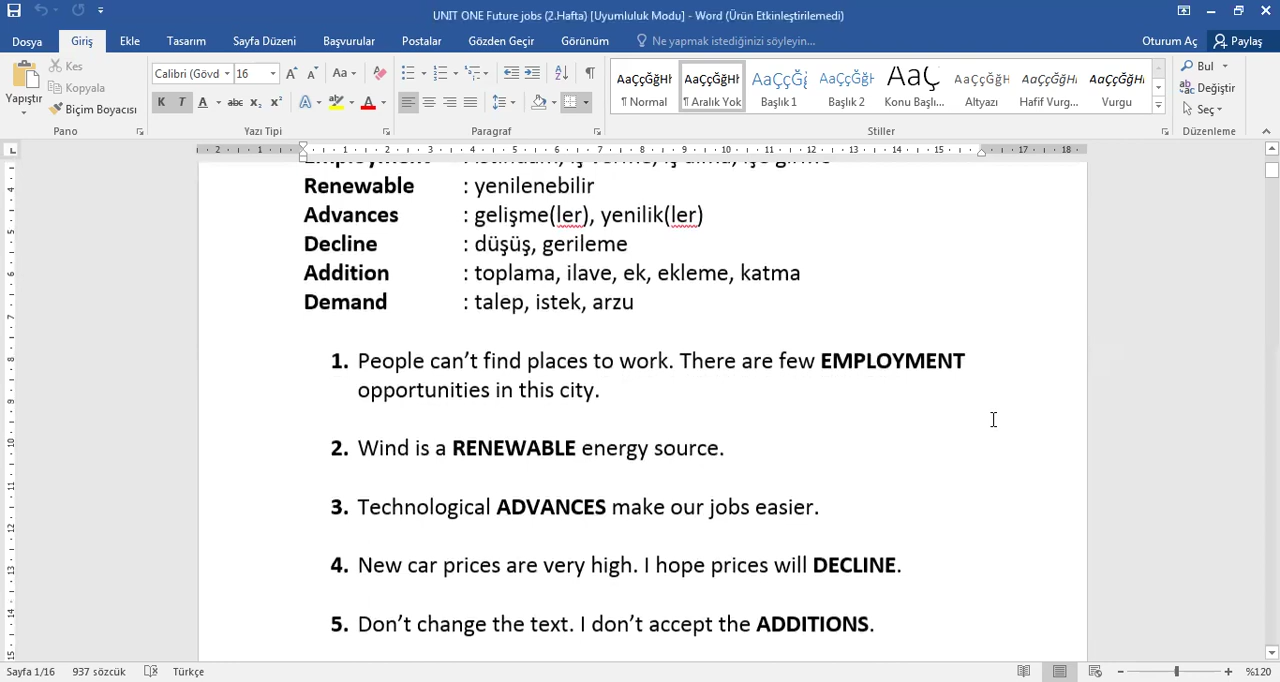 UNIT ONE Future jobs (2.Hafta) [Uyumluluk Modu] - Word (Ürün Etkinleştirilemedi)
Dosya Giriş Ekle Tasarım Sayfa Düzeni Başvurular Postalar Gözden Geçir Görünüm Ne yapmak istediğinizi söyleyin... Oturum Aç Paylaş
Yapıştır Kes Kopyala Biçim Boyacısı
Calibri (Gövd 16
¶ Normal ¶ Aralık Yok Başlık 1 Başlık 2 Konu Başlı... Altyazı Hafif Vurg... Vurgu
Bul Değiştir Seç
Pano Yazı Tipi Paragraf Stiller Düzenleme
Renewable : yenilenebilir
Advances : gelişme(ler), yenilik(ler)
Decline : düşüş, gerileme
Addition : toplama, ilave, ek, ekleme, katma
Demand : talep, istek, arzu
1. People can’t find places to work. There are few EMPLOYMENT
opportunities in this city.
2. Wind is a RENEWABLE energy source.
3. Technological ADVANCES make our jobs easier.
4. New car prices are very high. I hope prices will DECLINE.
5. Don’t change the text. I don’t accept the ADDITIONS.
Sayfa 1/16 937 sözcük Türkçe %120